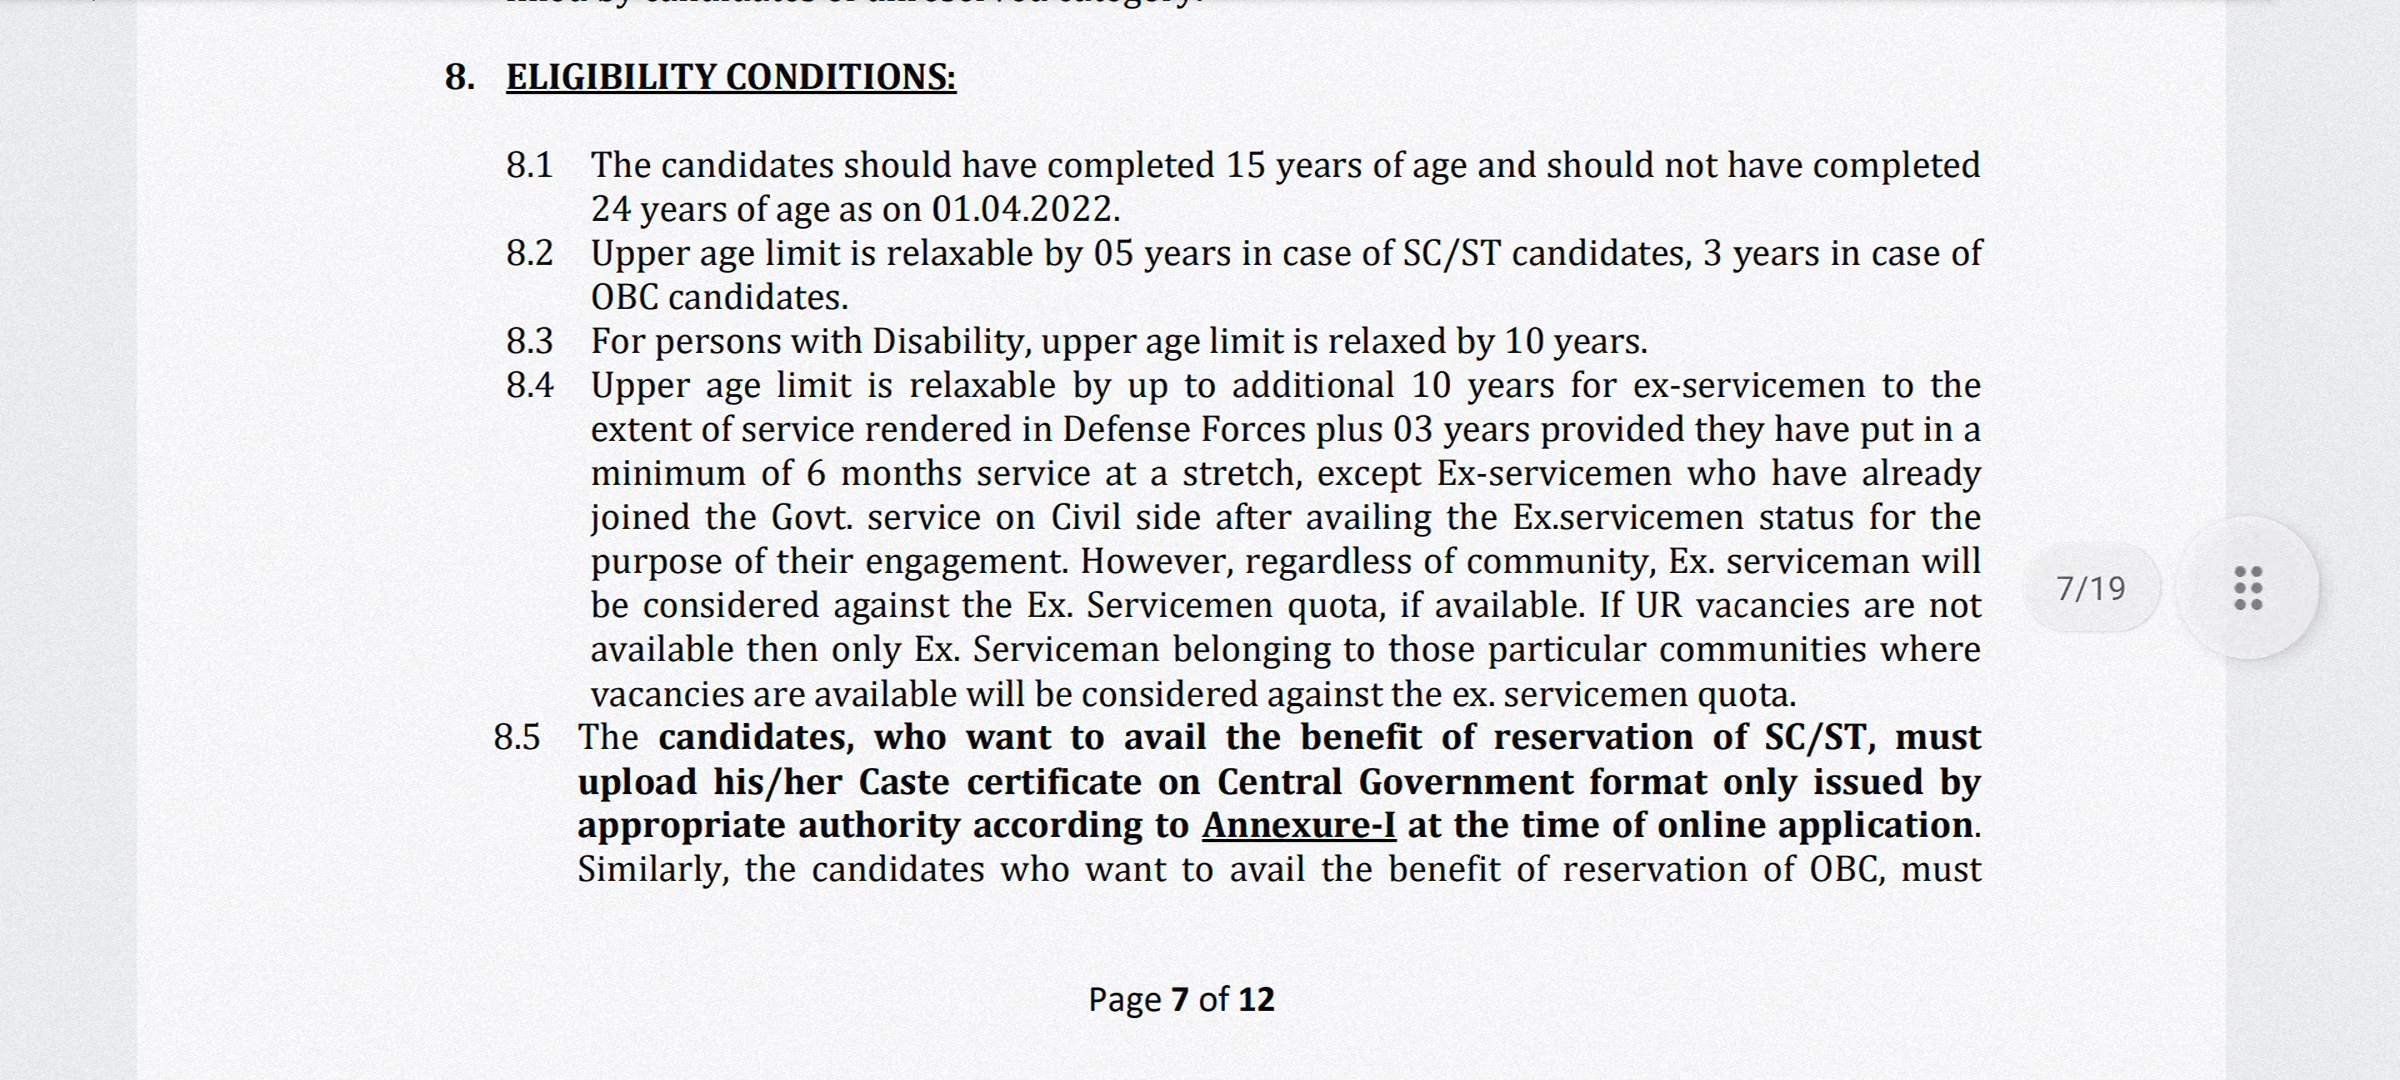 8. ELIGIBILITY CONDITIONS:
8.1 The candidates should have completed 15 years of age and should not have completed
24 years of age as on 01.04.2022.
8.2 Upper age limit is relaxable by 05 years in case of SC/ST candidates, 3 years in case of
OBC candidates.
8.3 For persons with Disability, upper age limit is relaxed by 10 years.
8.4 Upper age limit is relaxable by up to additional 10 years for ex-servicemen to the
extent of service rendered in Defense Forces plus 03 years provided they have put in a
minimum of 6 months service at a stretch, except Ex-servicemen who have already
joined the Govt. service on Civil side after availing the Ex.servicemen status for the
purpose of their engagement. However, regardless of community, Ex. serviceman will
be considered against the Ex. Servicemen quota, if available. If UR vacancies are not
7/19
available then only Ex. Serviceman belonging to those particular communities where
vacancies are available will be considered against the ex. servicemen quota.
8.5 The candidates, who want to avail the benefit of reservation of SC/ST, must
upload his/her Caste certificate on Central Government format only issued by
appropriate authority according to Annexure-I at the time of online application.
Similarly, the candidates who want to avail the benefit of reservation of OBC, must
Page 7 of 12